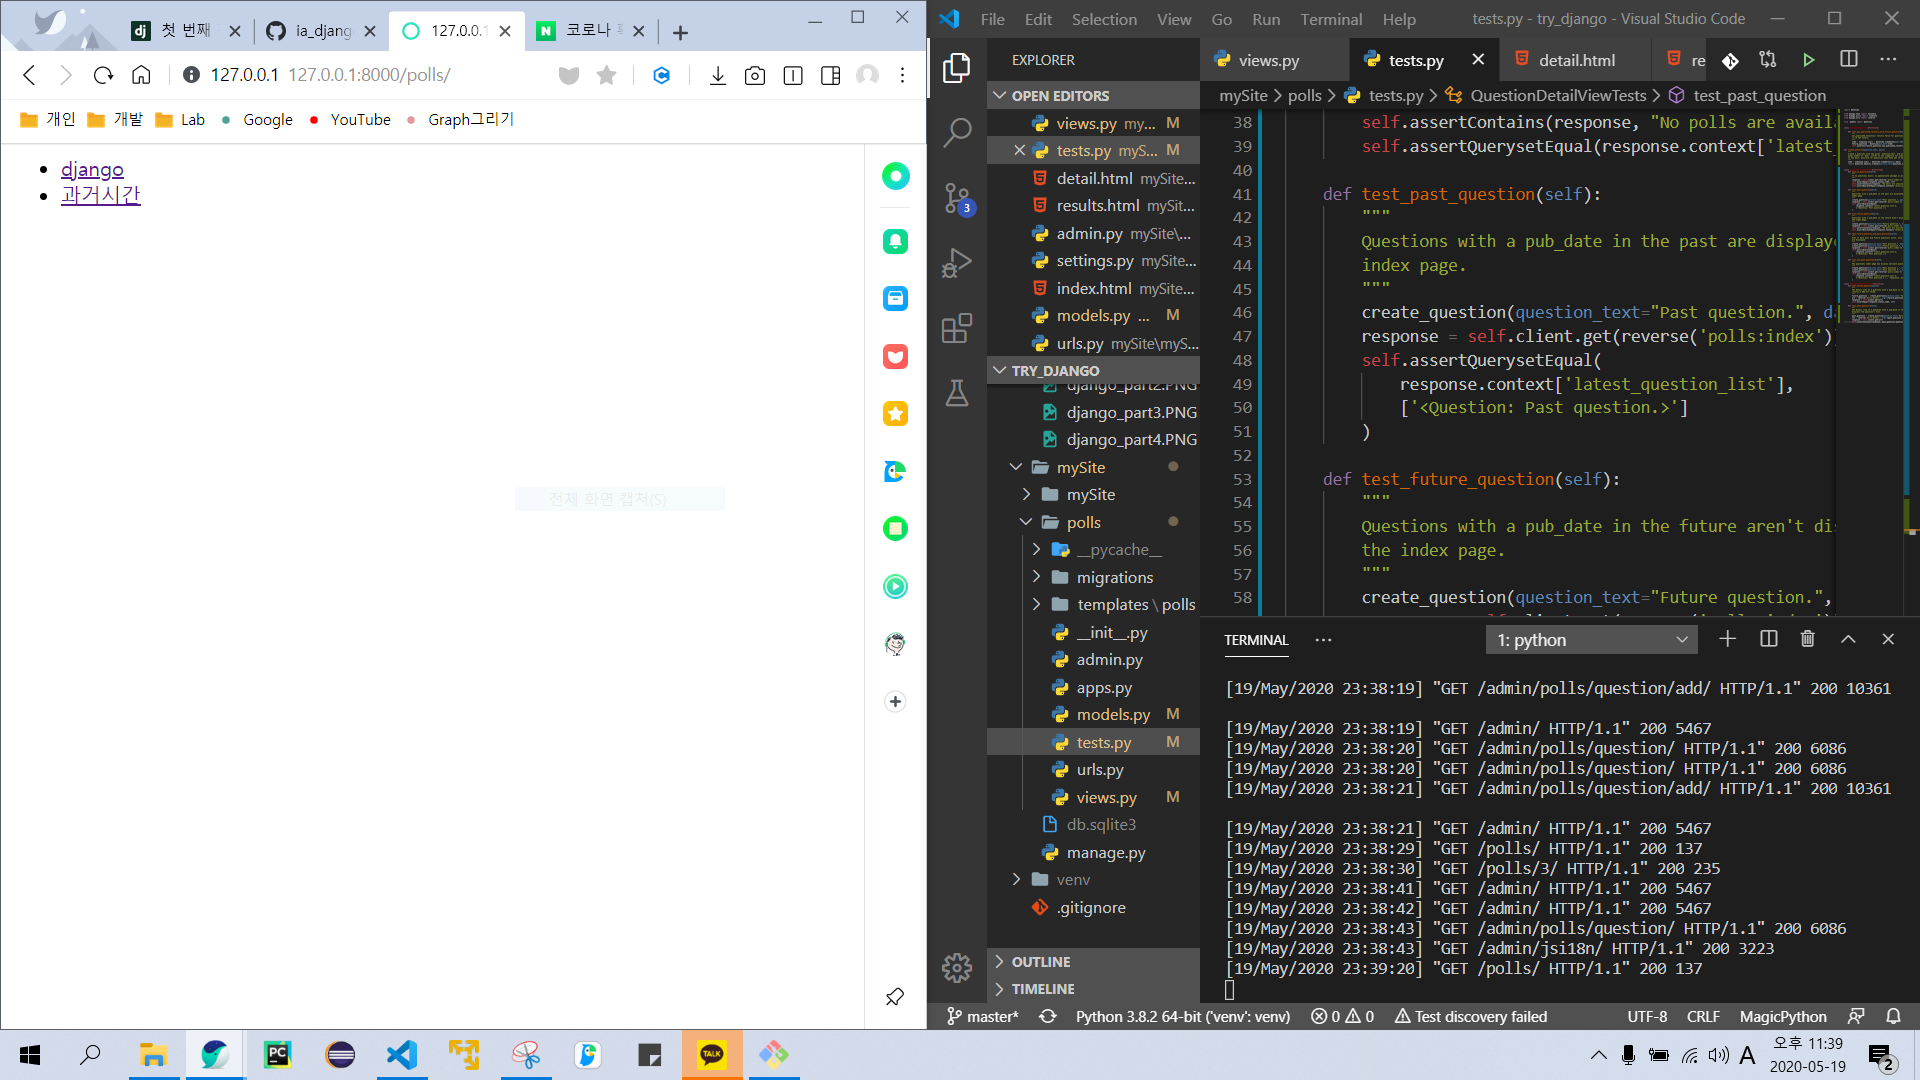 첫 번째
ia_djang
127.0.0.1
코로나
127.0.0.1 127.0.0.1:8000/polls/
개인 개발 Lab Google YouTube Graph그리기
django
과거시간
전체 화면 캡처(S)
File Edit Selection View Go Run Terminal Help
tests.py - try_django - Visual Studio Code
EXPLORER
OPEN EDITORS
views.py my... M
tests.py myS... M
detail.html mySite...
results.html mySit...
admin.py mySite\...
settings.py mySite...
index.html mySite...
models.py ... M
urls.py mySite\myS...
TRY_DJANGO
django_part2.PNG
django_part3.PNG
django_part4.PNG
mySite
mySite
polls
__pycache__
migrations
templates \ polls
__init__.py
admin.py
apps.py
models.py M
tests.py M
urls.py
views.py M
db.sqlite3
manage.py
venv
.gitignore
OUTLINE
TIMELINE
views.py
tests.py
detail.html
re
mySite > polls > tests.py > QuestionDetailViewTests > test_past_question
38 self.assertContains(response, "No polls are avail
39 self.assertQuerysetEqual(response.context['latest_
40
41 def test_past_question(self):
42 """
43 Questions with a pub_date in the past are displaye
44 index page.
45 """
46 create_question(question_text="Past question.", da
47 response = self.client.get(reverse('polls:index'))
48 self.assertQuerysetEqual(
49 response.context['latest_question_list'],
50 ['<Question: Past question.>']
51 )
52
53 def test_future_question(self):
54 """
55 Questions with a pub_date in the future aren't dis
56 the index page.
57 """
58 create_question(question_text="Future question.",
TERMINAL
1: python
[19/May/2020 23:38:19] "GET /admin/polls/question/add/ HTTP/1.1" 200 10361
[19/May/2020 23:38:19] "GET /admin/ HTTP/1.1" 200 5467
[19/May/2020 23:38:20] "GET /admin/polls/question/ HTTP/1.1" 200 6086
[19/May/2020 23:38:20] "GET /admin/polls/question/ HTTP/1.1" 200 6086
[19/May/2020 23:38:21] "GET /admin/polls/question/add/ HTTP/1.1" 200 10361
[19/May/2020 23:38:21] "GET /admin/ HTTP/1.1" 200 5467
[19/May/2020 23:38:29] "GET /polls/ HTTP/1.1" 200 137
[19/May/2020 23:38:30] "GET /polls/3/ HTTP/1.1" 200 235
[19/May/2020 23:38:41] "GET /admin/ HTTP/1.1" 200 5467
[19/May/2020 23:38:42] "GET /admin/ HTTP/1.1" 200 5467
[19/May/2020 23:38:43] "GET /admin/polls/question/ HTTP/1.1" 200 6086
[19/May/2020 23:38:43] "GET /admin/jsi18n/ HTTP/1.1" 200 3223
[19/May/2020 23:39:20] "GET /polls/ HTTP/1.1" 200 137
master* Python 3.8.2 64-bit ('venv': venv) 0 0 Test discovery failed UTF-8 CRLF MagicPython
A
오후 11:39
2020-05-19
2